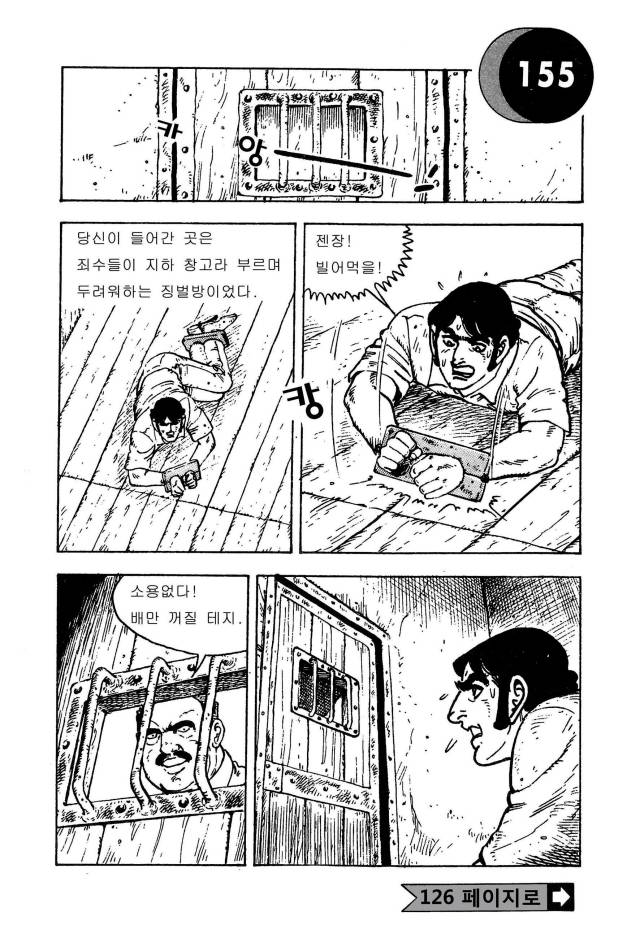 155
카
앙
당신이 들어간 곳은
죄수들이 지하 창고라 부르며
두려워하는 징벌방이었다.
젠장!
빌어먹을!
캉
소용없다!
배만 꺼질 테지.
126 페이지로